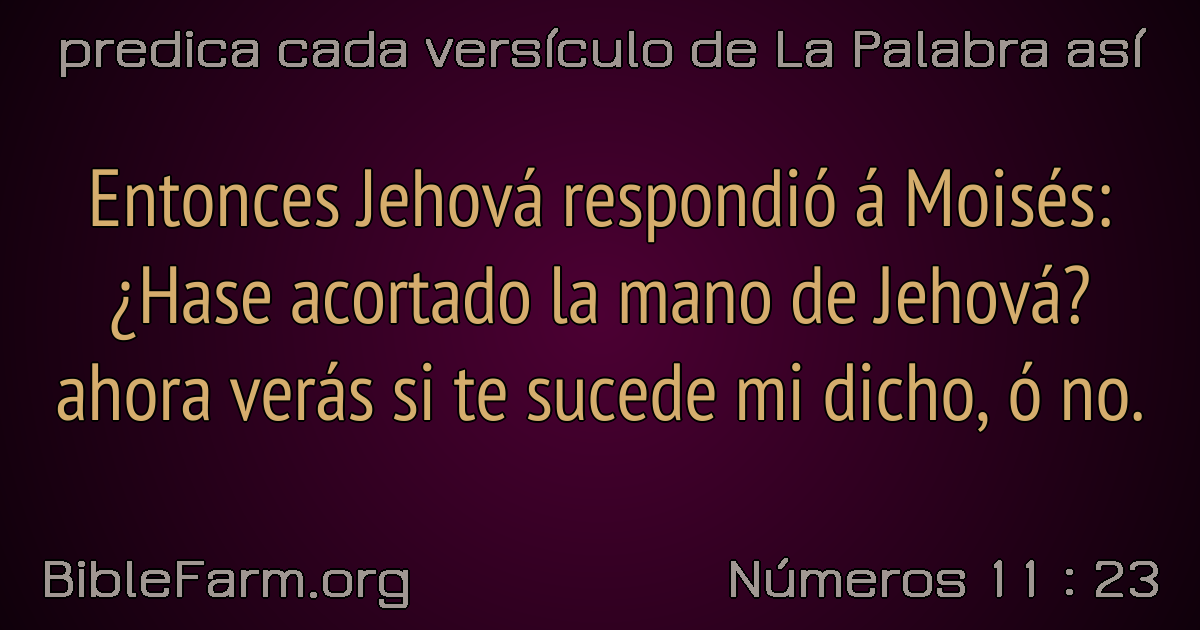 predica cada versículo de La Palabra así
Entonces Jehová respondió á Moisés:
¿Hase acortado la mano de Jehová?
ahora verás si te sucede mi dicho, ó no.
BibleFarm.org
Números 11 : 23